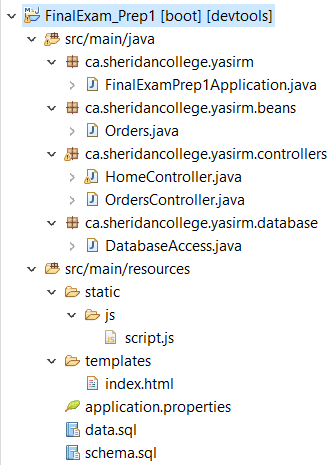 FinalExam_Prep1 [boot] [devtools]
src/main/java
ca.sheridancollege.yasirm
FinalExamPrep1Application.java
ca.sheridancollege.yasirm.beans
Orders.java
ca.sheridancollege.yasirm.controllers
HomeController.java
OrdersController.java
ca.sheridancollege.yasirm.database
DatabaseAccess.java
src/main/resources
static
js
script.js
templates
index.html
application.properties
data.sql
schema.sql